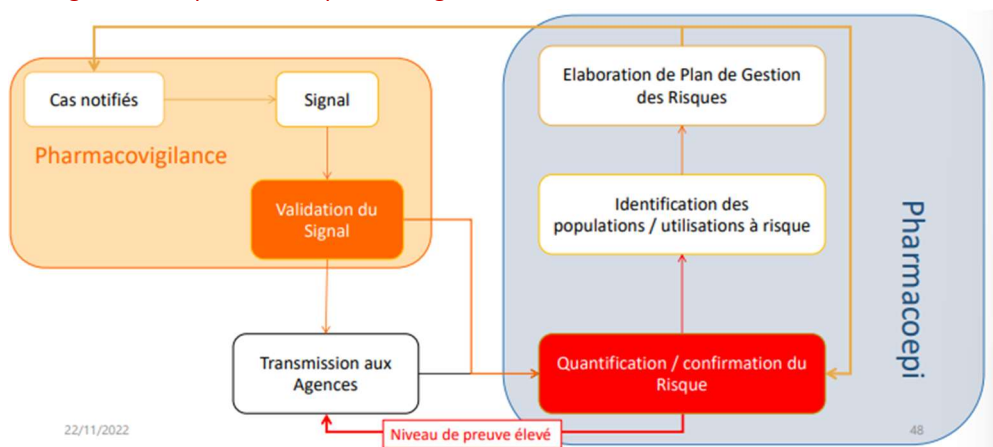 Cas notifiés
Signal
Pharmacovigilance
Validation du
Signal
Transmission aux
Agences
Elaboration de Plan de Gestion
des Risques
Identification des
populations / utilisations à risque
Quantification / confirmation du
Risque
Pharmacoepi
Niveau de preuve élevé
22/11/2022
48